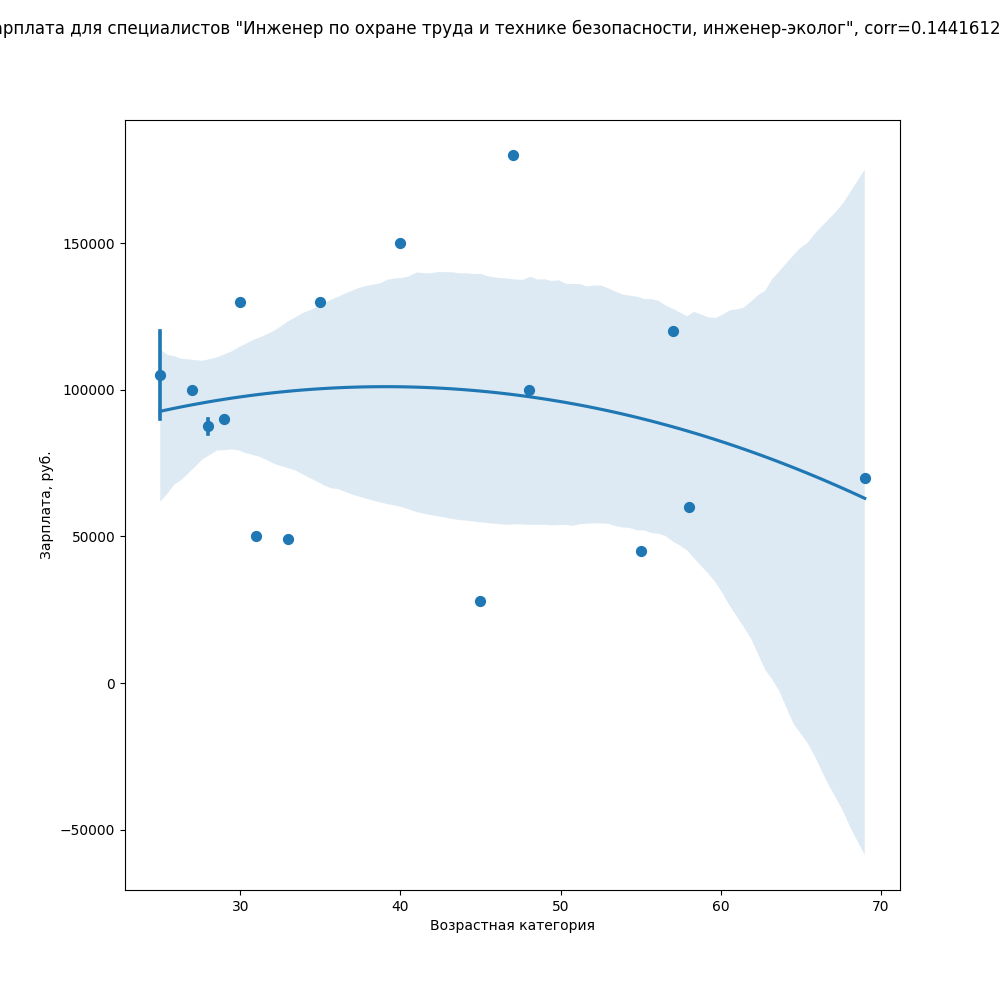 арплата для специалистов "Инженер по охране труда и технике безопасности, инженер-эколог", corr=0.1441612
150000
100000
50000
0
−50000
Зарплата, руб.
30 40 50 60 70
Возрастная категория